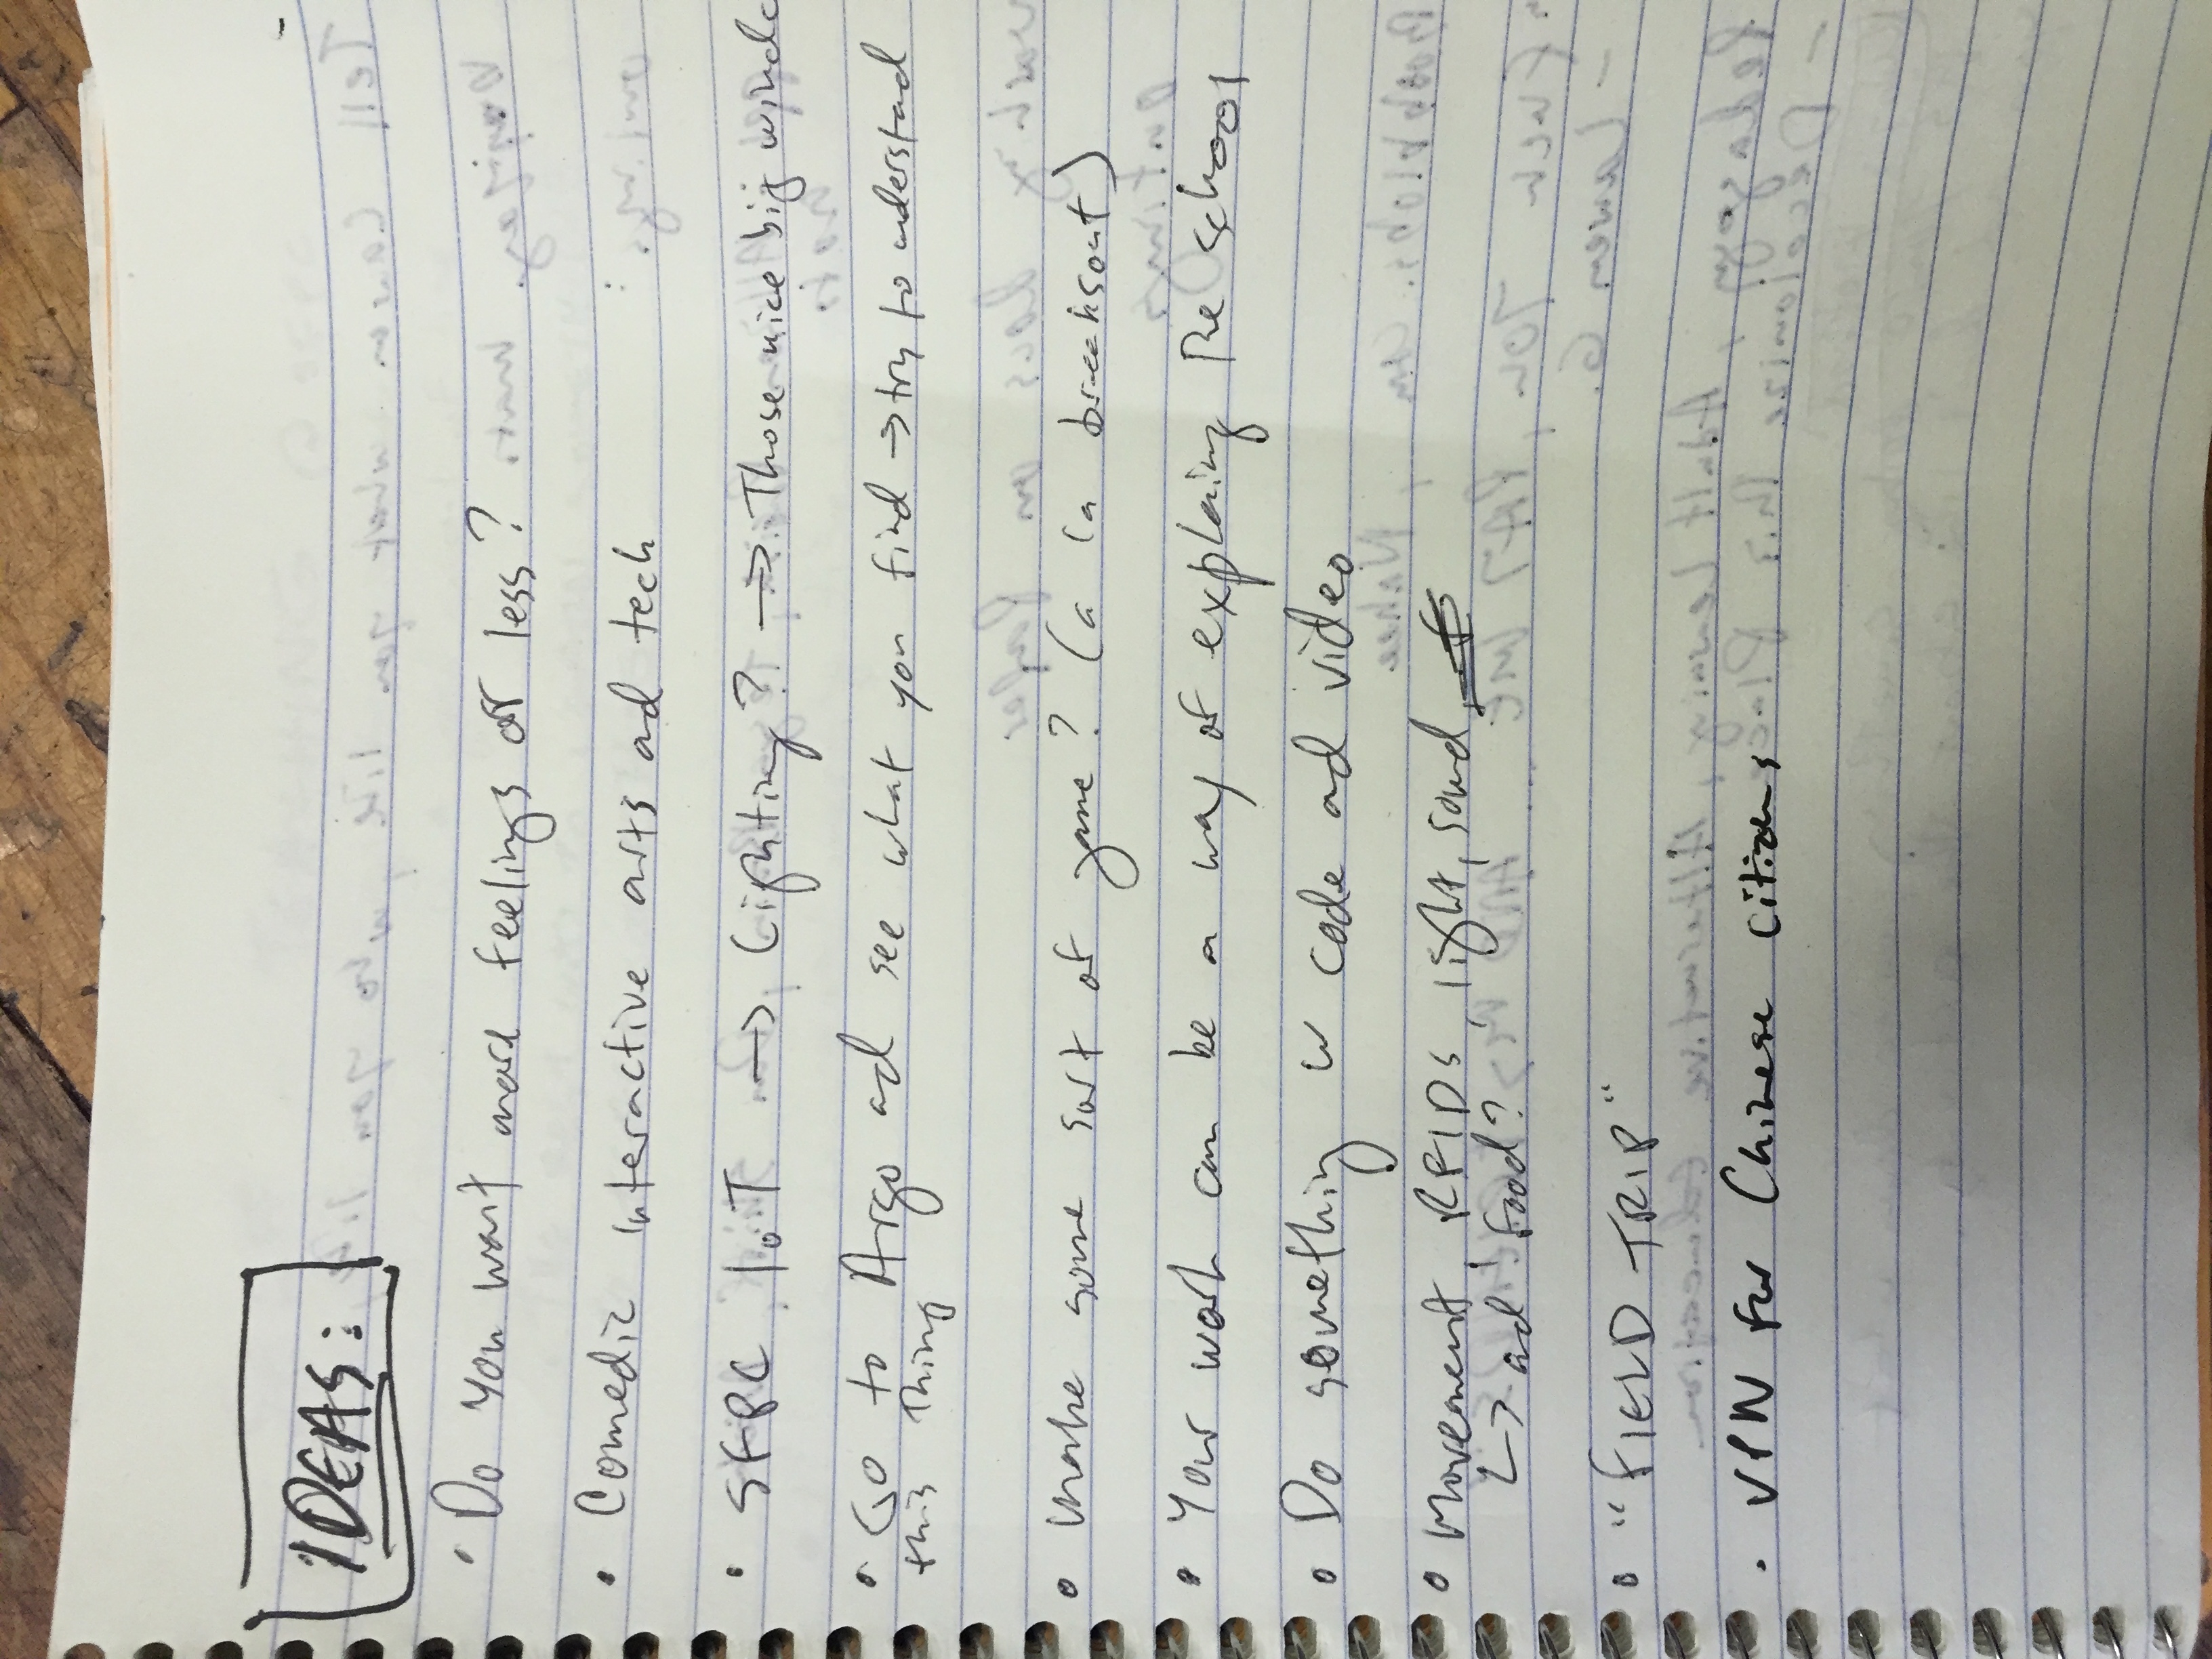 IDEAS:
• Do you want more feelings or less?
• Comedic interactive arts and tech
• SFPC IoT → Lighting? → Those nice big windo
• Go to Argo and see what you find → try to understand
this thing
• Make some sort of game? (a la breaksout)
• Your work can be a way of explaining the school
• Do something w code and video
• Movement, RFIDs, light, sound,
↳ and food?
• "FIELD TRIP"
• VPN for Chinese citizens